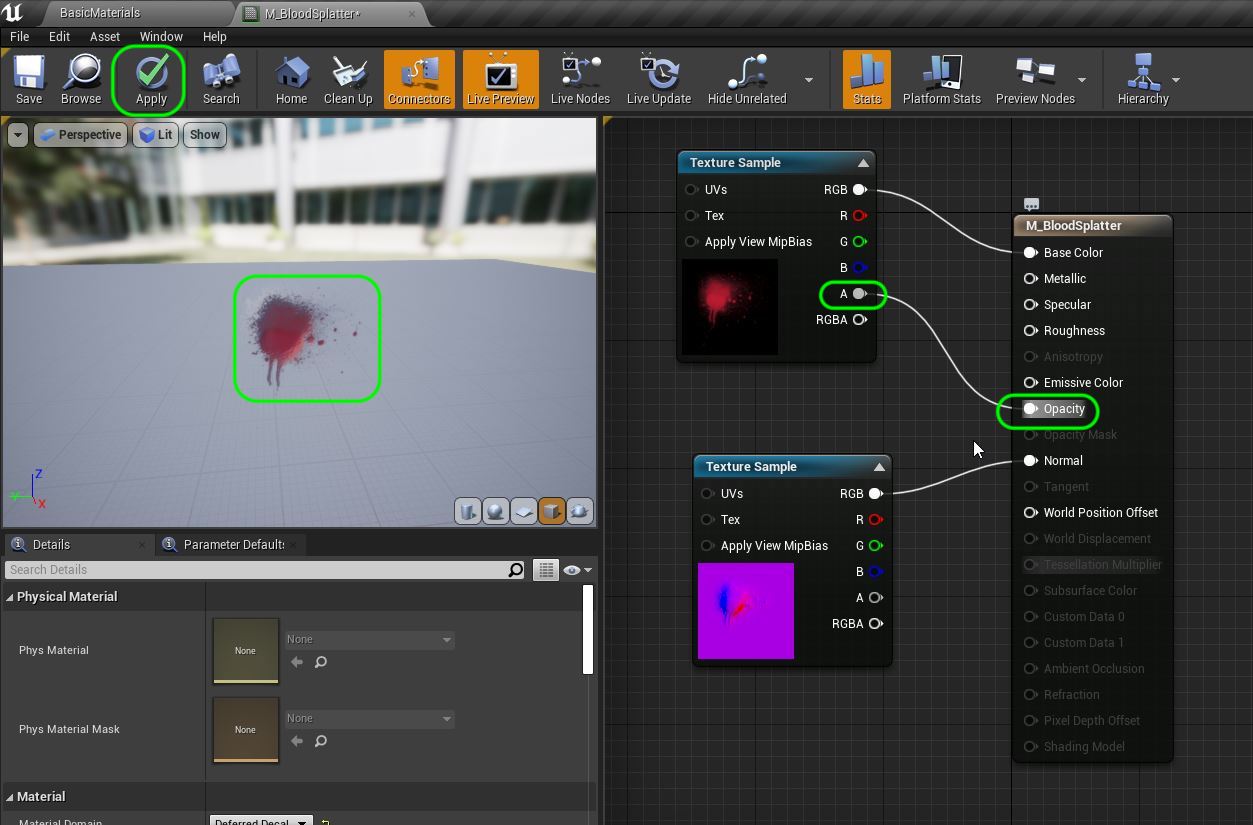 BasicMaterials
M_BloodSplatter*
File Edit Asset Window Help
Save Browse Apply Search Home Clean Up Connectors Live Preview Live Nodes Live Update Hide Unrelated Stats Platform Stats Preview Nodes Hierarchy
Perspective Lit Show
Z
Y
X
Texture Sample
UVs RGB
Tex R
Apply View MipBias G
B
A
RGBA
Texture Sample
UVs RGB
Tex R
Apply View MipBias G
B
A
RGBA
M_BloodSplatter
Base Color
Metallic
Specular
Roughness
Anisotropy
Emissive Color
Opacity
Opacity Mask
Normal
Tangent
World Position Offset
World Displacement
Tessellation Multiplier
Subsurface Color
Custom Data 0
Custom Data 1
Ambient Occlusion
Refraction
Pixel Depth Offset
Shading Model
Details Parameter Defaults
Search Details
Physical Material
Phys Material None None
Phys Material Mask None None
Material
Material Domain Deferred Decal